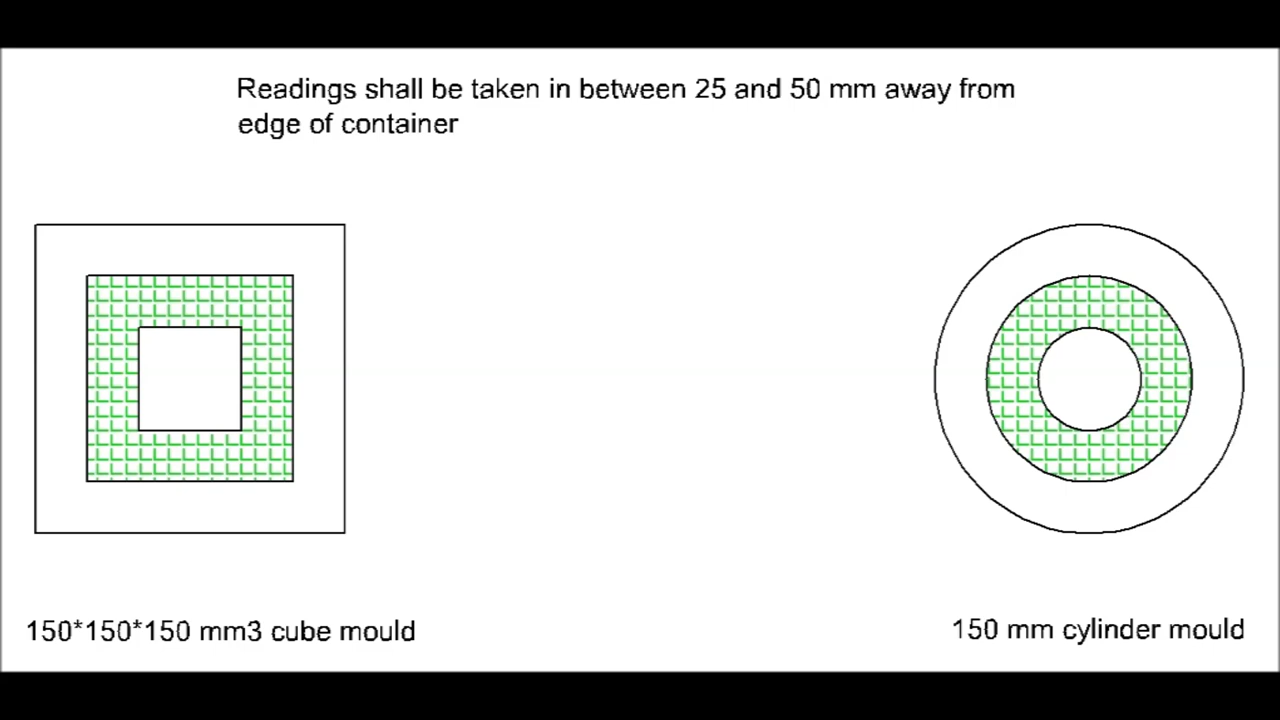 Readings shall be taken in between 25 and 50 mm away from
edge of container
150*150*150 mm3 cube mould
150 mm cylinder mould